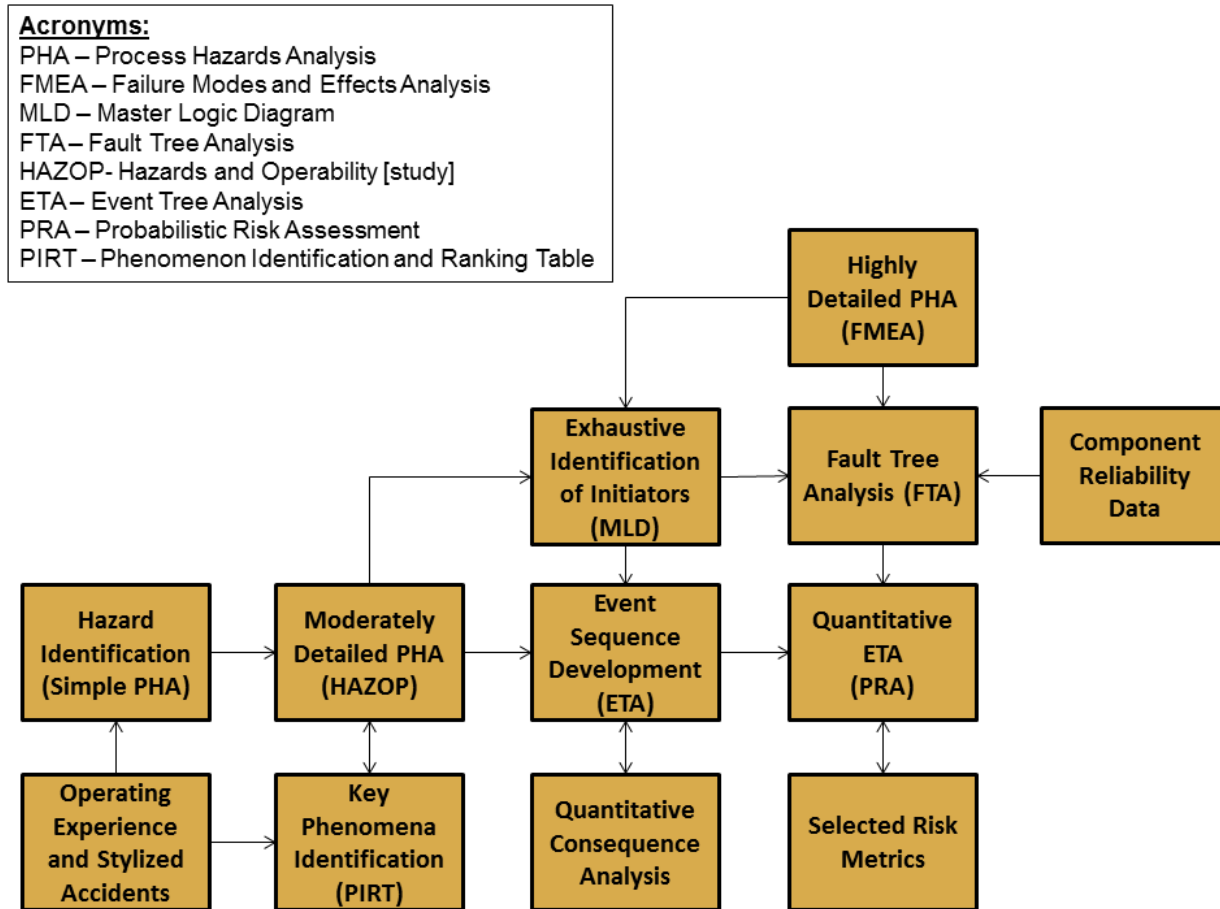 Acronyms:
PHA – Process Hazards Analysis
FMEA – Failure Modes and Effects Analysis
MLD – Master Logic Diagram
FTA – Fault Tree Analysis
HAZOP- Hazards and Operability [study]
ETA – Event Tree Analysis
PRA – Probabilistic Risk Assessment
PIRT – Phenomenon Identification and Ranking Table
Highly
Detailed PHA
(FMEA)
Exhaustive
Identification
of Initiators
(MLD)
Fault Tree
Analysis (FTA)
Component
Reliability
Data
Hazard
Identification
(Simple PHA)
Moderately
Detailed PHA
(HAZOP)
Event
Sequence
Development
(ETA)
Quantitative
ETA
(PRA)
Operating
Experience
and Stylized
Accidents
Key
Phenomena
Identification
(PIRT)
Quantitative
Consequence
Analysis
Selected Risk
Metrics